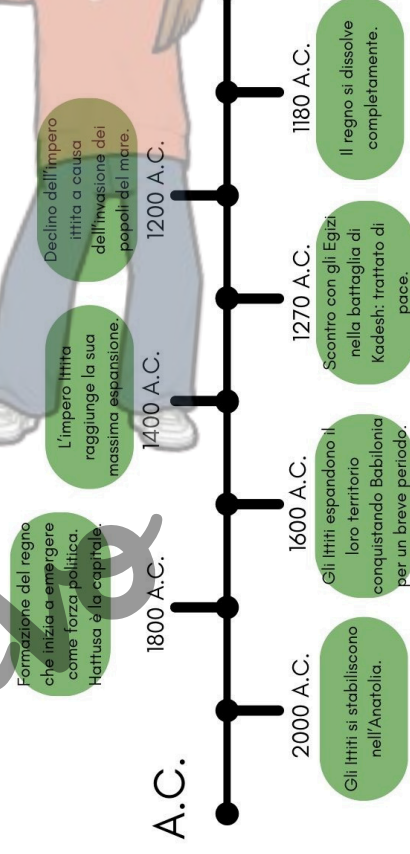 A.C.
2000 A.C.
Gli Ittiti si stabiliscono
nell'Anatolia.
1800 A.C.
Formazione del regno
che inizia a emergere
come forza politica.
Hattusa è la capitale.
1600 A.C.
Gli Ittiti espandono il
loro territorio
conquistando Babilonia
per un breve periodo.
1400 A.C.
L'impero Ittita
raggiunge la sua
massima espansione.
1270 A.C.
Scontro con gli Egizi
nella battaglia di
Kadesh: trattato di
pace.
1200 A.C.
Declino dell'impero
ittita a causa
dell'invasione dei
popoli del mare.
1180 A.C.
Il regno si dissolve
completamente.